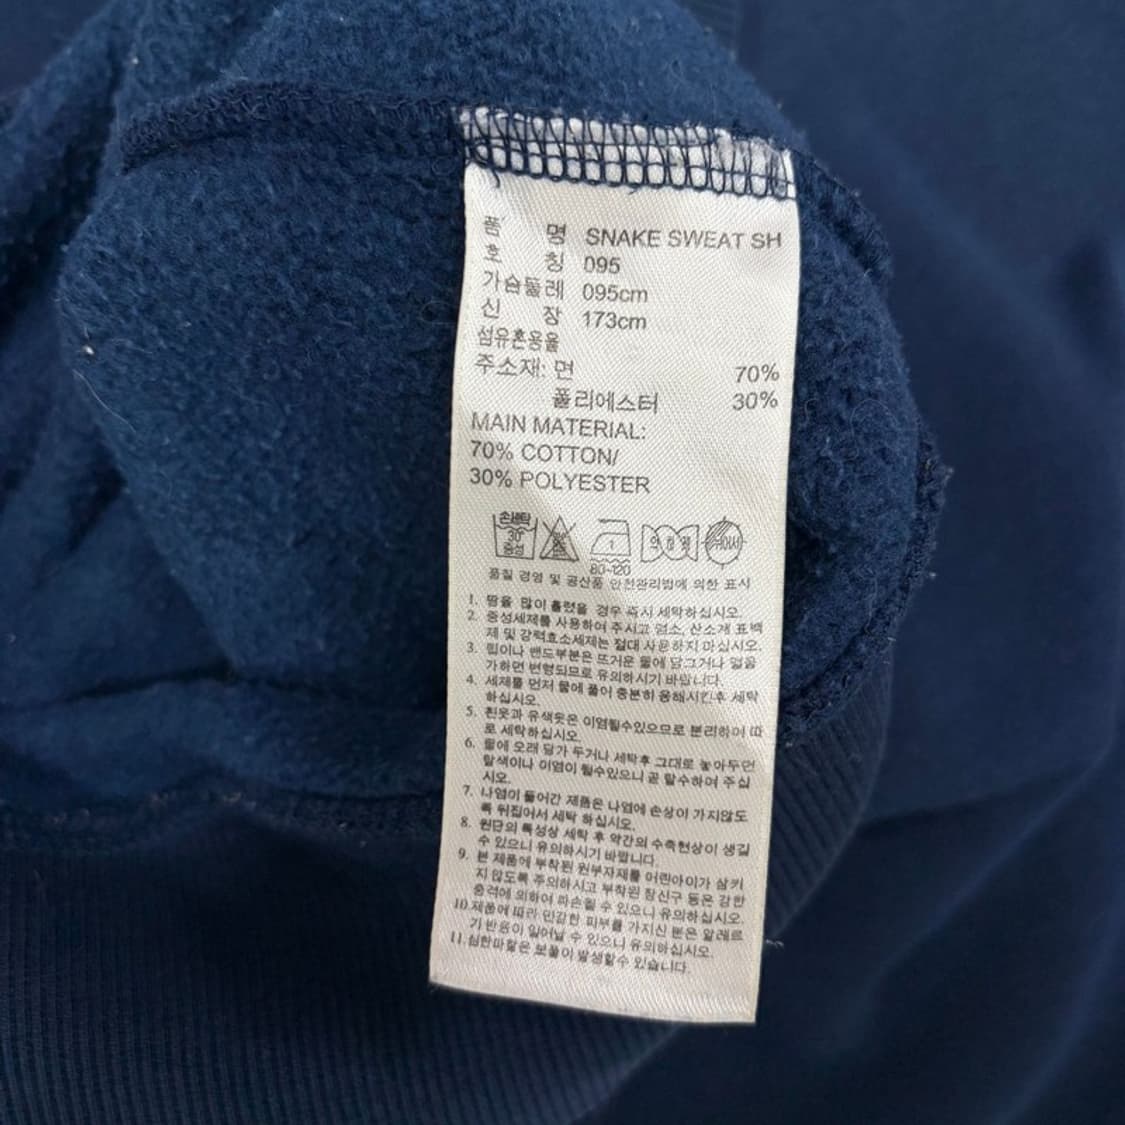 품 명 SNAKE SWEAT SH
호 칭 095
가슴둘레 095cm
신 장 173cm
섬유혼용율
주소재: 면 70%
폴리에스터 30%
MAIN MATERIAL:
70% COTTON/
30% POLYESTER
손세탁
30°
중성
1
80~120
품질 경영 및 공산품 안전관리법에 의한 표시
1. 땀을 많이 흘렸을 경우 즉시 세탁하십시오.
2. 중성세제를 사용하여 주시고 염소, 산소계 표백
제 및 강력효소세제는 절대 사용하지 마십시오.
3. 립이나 밴드부분은 뜨거운 물에 담그거나 열을
가하면 변형되므로 유의하시기 바랍니다.
4. 세제를 먼저 물에 풀어 충분히 용해시킨후 세탁
하십시오.
5. 흰옷과 유색옷은 이염될수있으므로 분리하여 따
로 세탁하십시오.
6. 물에 오래 담가 두거나 세탁후 그대로 놓아두면
탈색이나 이염이 될수있으니 곧 탈수하여 주십
시오.
7. 나염이 들어간 제품은 나염에 손상이 가지않도
록 뒤집어서 세탁 하십시오.
8. 원단의 특성상 세탁 후 약간의 수축현상이 생길
수 있으니 유의하시기 바랍니다.
9. 본 제품에 부착된 원부자재를 어린아이가 삼키
지 않도록 주의하시고 부착된 장신구 등은 강한
충격에 의하여 파손될 수 있으니 유의하십시오.
10.제품에 따라 민감한 피부를 가지신 분은 알레르
기 반응이 일어날 수 있으니 유의하십시오.
11.심한마찰은 보풀이 발생할수 있습니다.